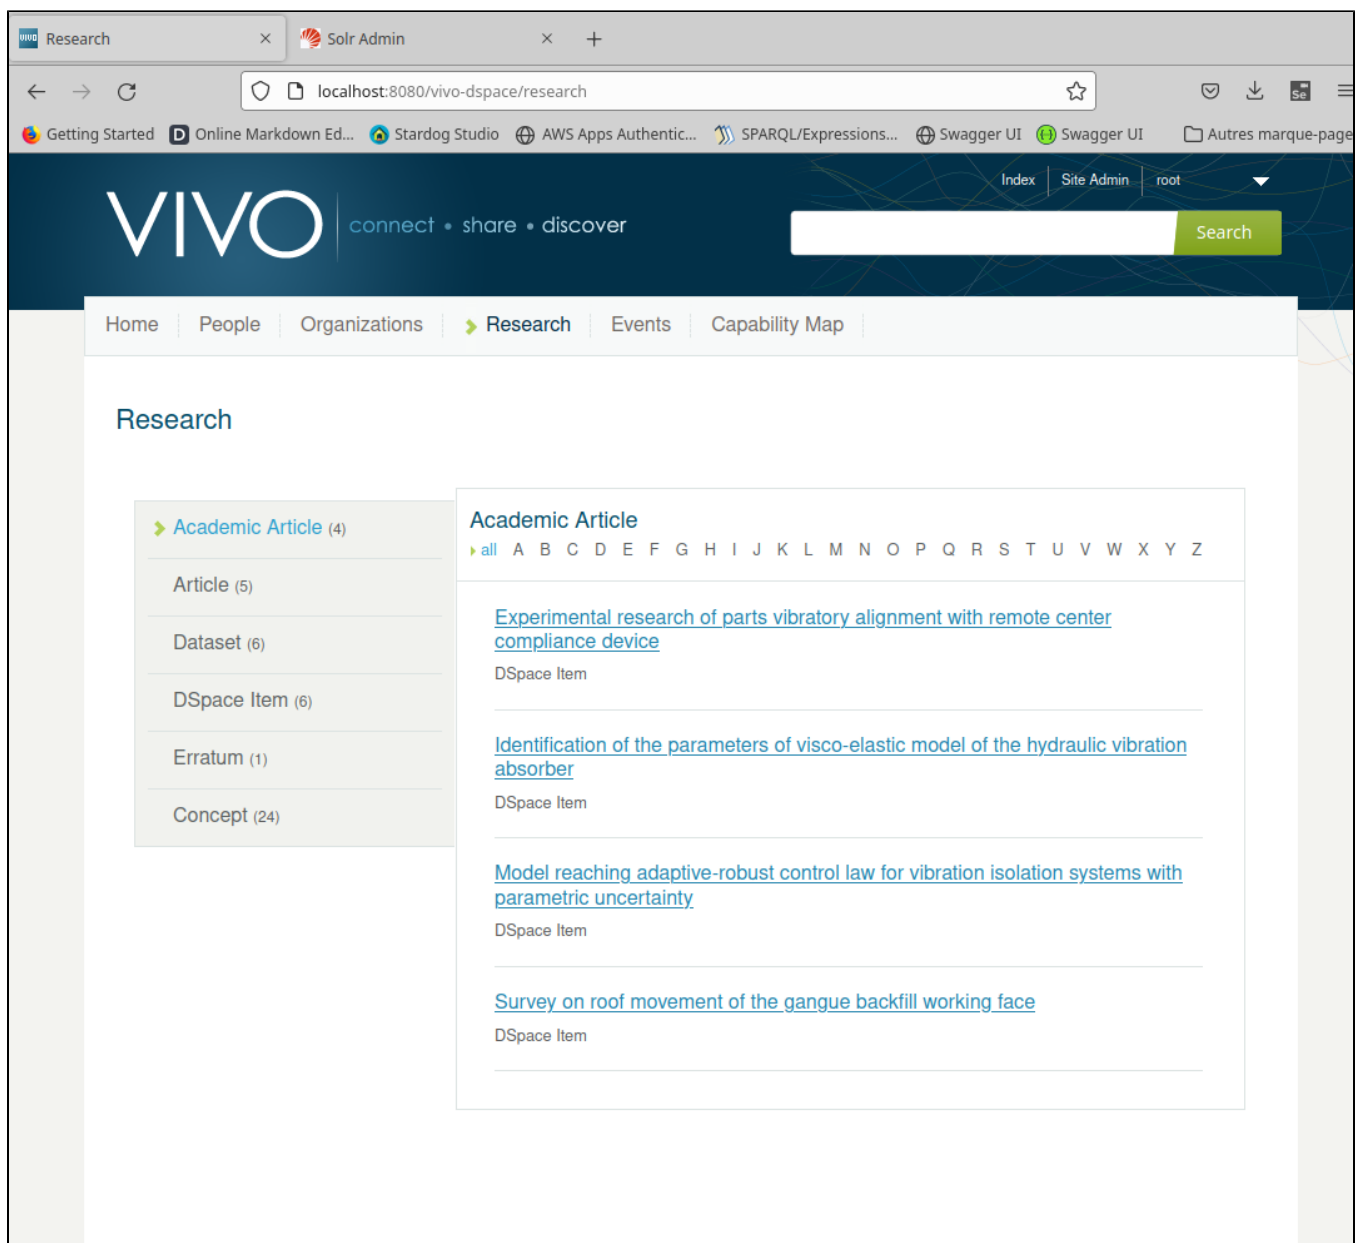 Research
Solr Admin
localhost:8080/vivo-dspace/research
Se
Getting Started
D Online Markdown Ed...
Stardog Studio
AWS Apps Authentic...
SPARQL/Expressions...
Swagger UI
Swagger UI
Autres marque-page
Index
Site Admin
root
VIVO
connect • share • discover
Search
Home
People
Organizations
Research
Events
Capability Map
Research
Academic Article (4)
Article (5)
Dataset (6)
DSpace Item (6)
Erratum (1)
Concept (24)
Academic Article
all A B C D E F G H I J K L M N O P Q R S T U V W X Y Z
Experimental research of parts vibratory alignment with remote center
compliance device
DSpace Item
Identification of the parameters of visco-elastic model of the hydraulic vibration
absorber
DSpace Item
Model reaching adaptive-robust control law for vibration isolation systems with
parametric uncertainty
DSpace Item
Survey on roof movement of the gangue backfill working face
DSpace Item